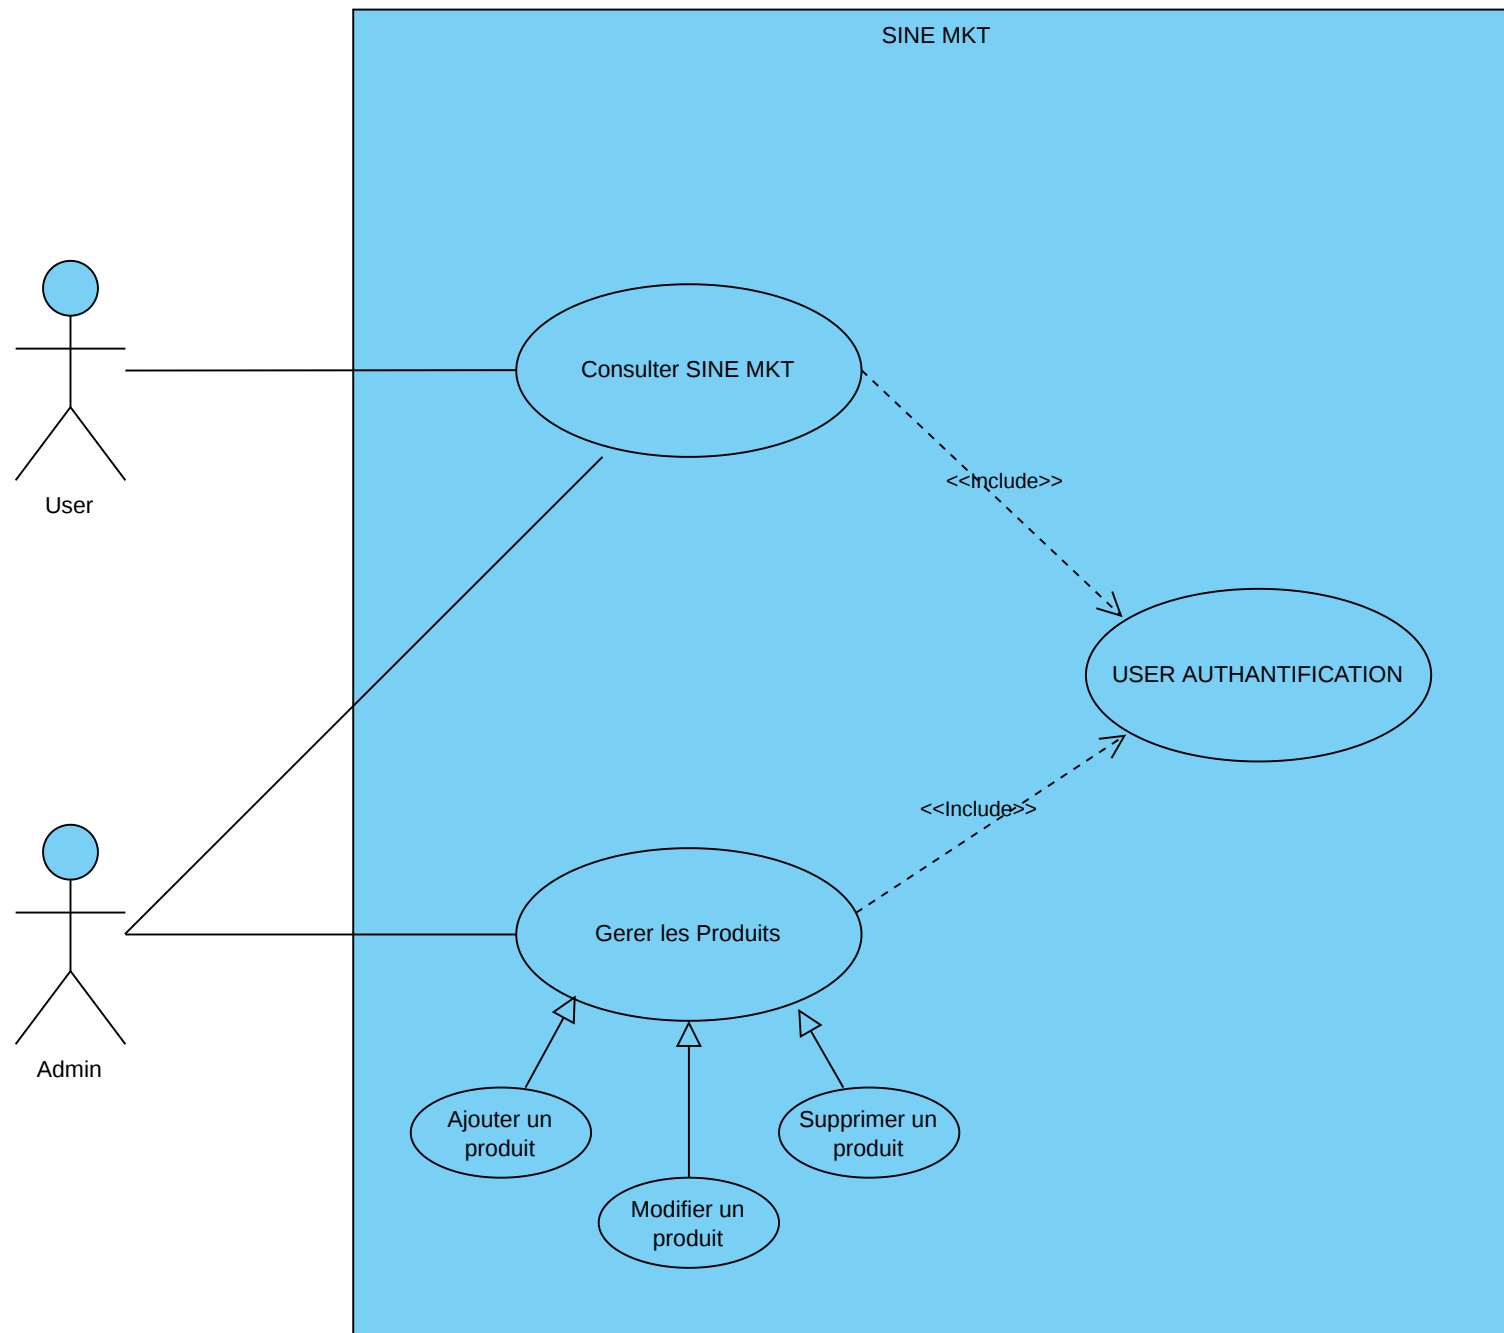 SINE MKT
Consulter SINE MKT
<<Include>>
User
USER AUTHANTIFICATION
<<Include>>
Gerer les Produits
Admin
Ajouter un
produit
Supprimer un
produit
Modifier un
produit